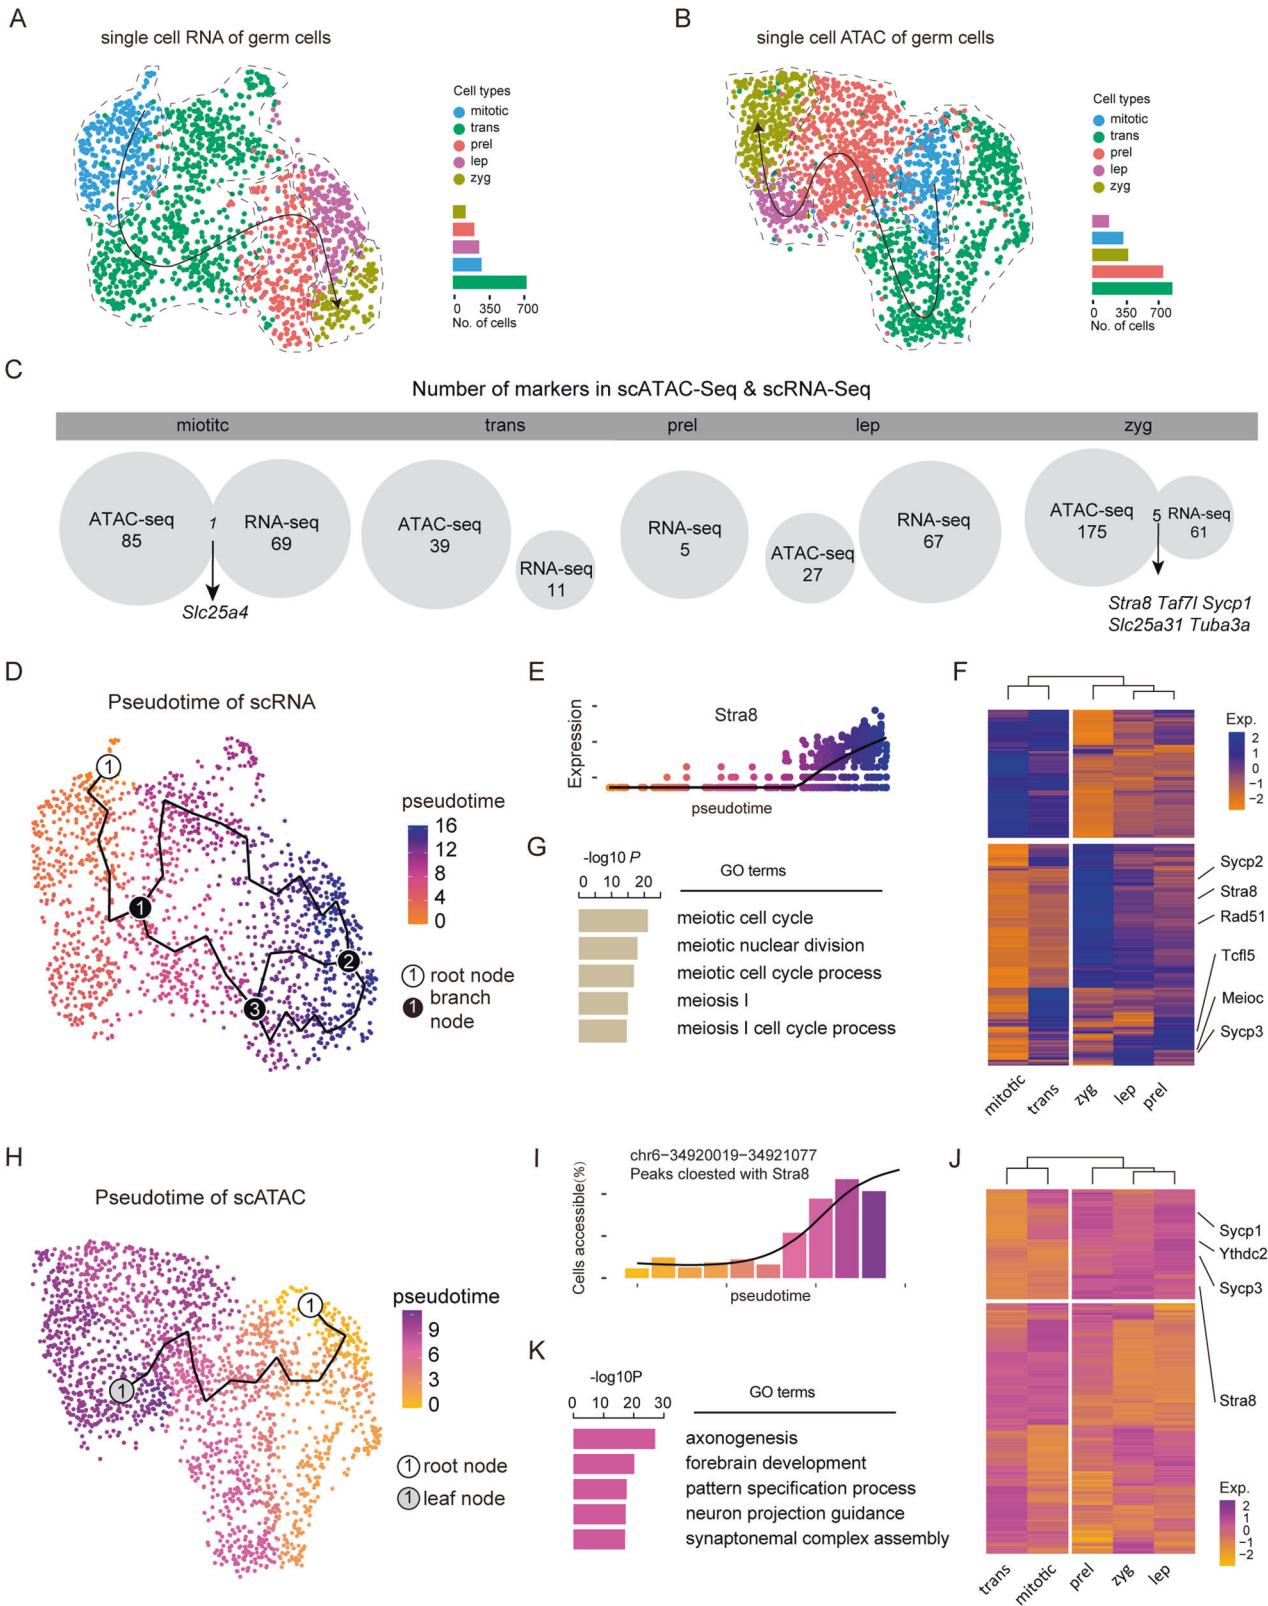 A
single cell RNA of germ cells
Cell types
mitotic
trans
prel
lep
zyg
0 350 700
No. of cells
B
single cell ATAC of germ cells
Cell types
mitotic
trans
prel
lep
zyg
0 350 700
No. of cells
C
Number of markers in scATAC-Seq & scRNA-Seq
miotitc trans prel lep zyg
ATAC-seq
85
1
RNA-seq
69
Slc25a4
ATAC-seq
39
RNA-seq
11
RNA-seq
5
ATAC-seq
27
RNA-seq
67
ATAC-seq
175
5
RNA-seq
61
Stra8 Taf7l Sycp1
Slc25a31 Tuba3a
D
Pseudotime of scRNA
1
1
2
3
pseudotime
16
12
8
4
0
1 root node
1 branch
node
E
Stra8
Expression
pseudotime
F
Exp.
2
1
0
−1
−2
Sycp2
Stra8
Rad51
Tcfl5
Meioc
Sycp3
mitotic trans zyg lep prel
G
-log10 P
0 10 20
GO terms
meiotic cell cycle
meiotic nuclear division
meiotic cell cycle process
meiosis I
meiosis I cell cycle process
H
Pseudotime of scATAC
1
1
pseudotime
9
6
3
0
1 root node
1 leaf node
I
chr6−34920019−34921077
Peaks cloested with Stra8
Cells accessible(%)
pseudotime
J
Sycp1
Ythdc2
Sycp3
Stra8
Exp.
2
1
0
−1
−2
trans mitotic prel zyg lep
K
-log10P
0 10 20 30
GO terms
axonogenesis
forebrain development
pattern specification process
neuron projection guidance
synaptonemal complex assembly